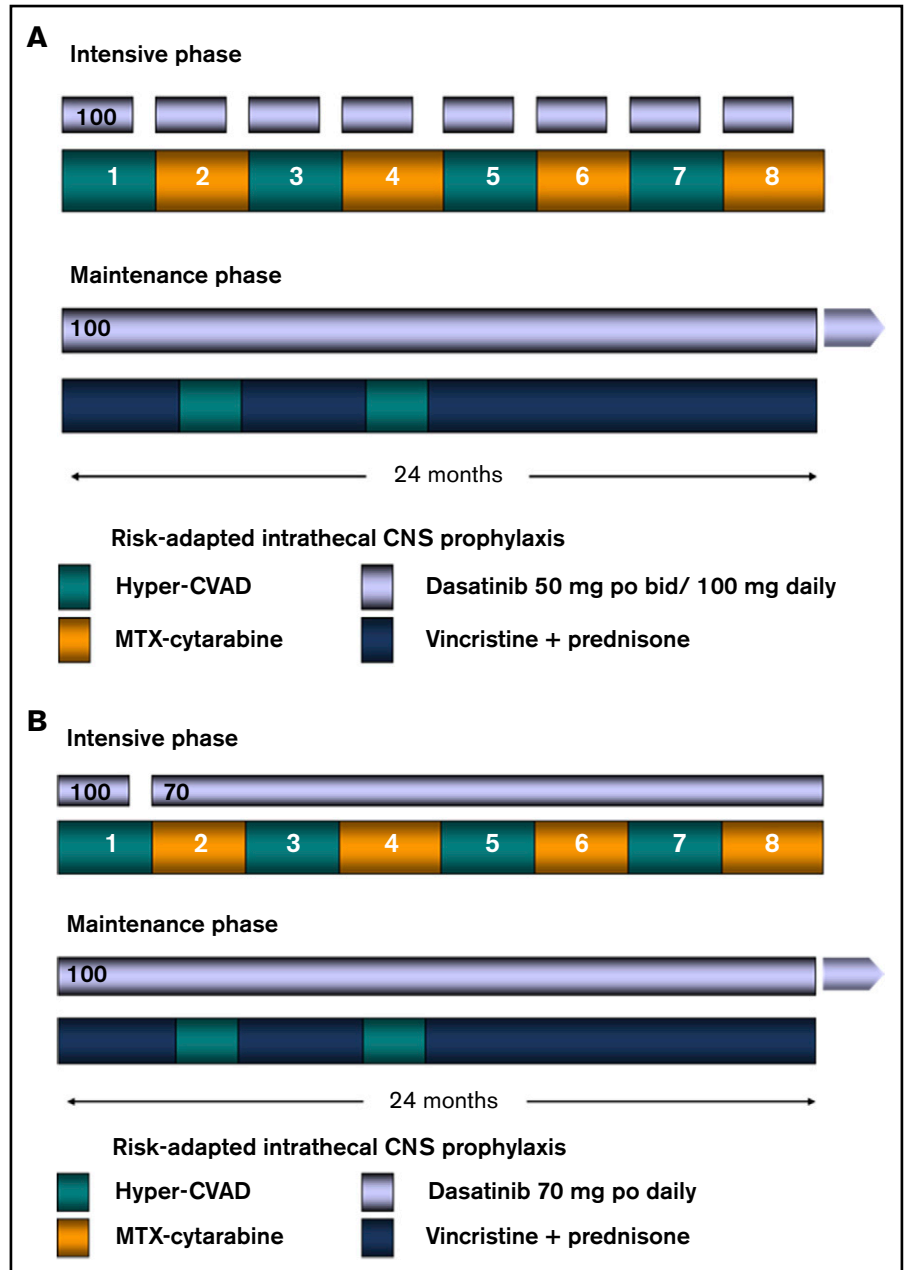 A
Intensive phase
100
1 2 3 4 5 6 7 8
Maintenance phase
100
24 months
Risk-adapted intrathecal CNS prophylaxis
Hyper-CVAD Dasatinib 50 mg po bid/ 100 mg daily
MTX-cytarabine Vincristine + prednisone
B
Intensive phase
100 70
1 2 3 4 5 6 7 8
Maintenance phase
100
24 months
Risk-adapted intrathecal CNS prophylaxis
Hyper-CVAD Dasatinib 70 mg po daily
MTX-cytarabine Vincristine + prednisone